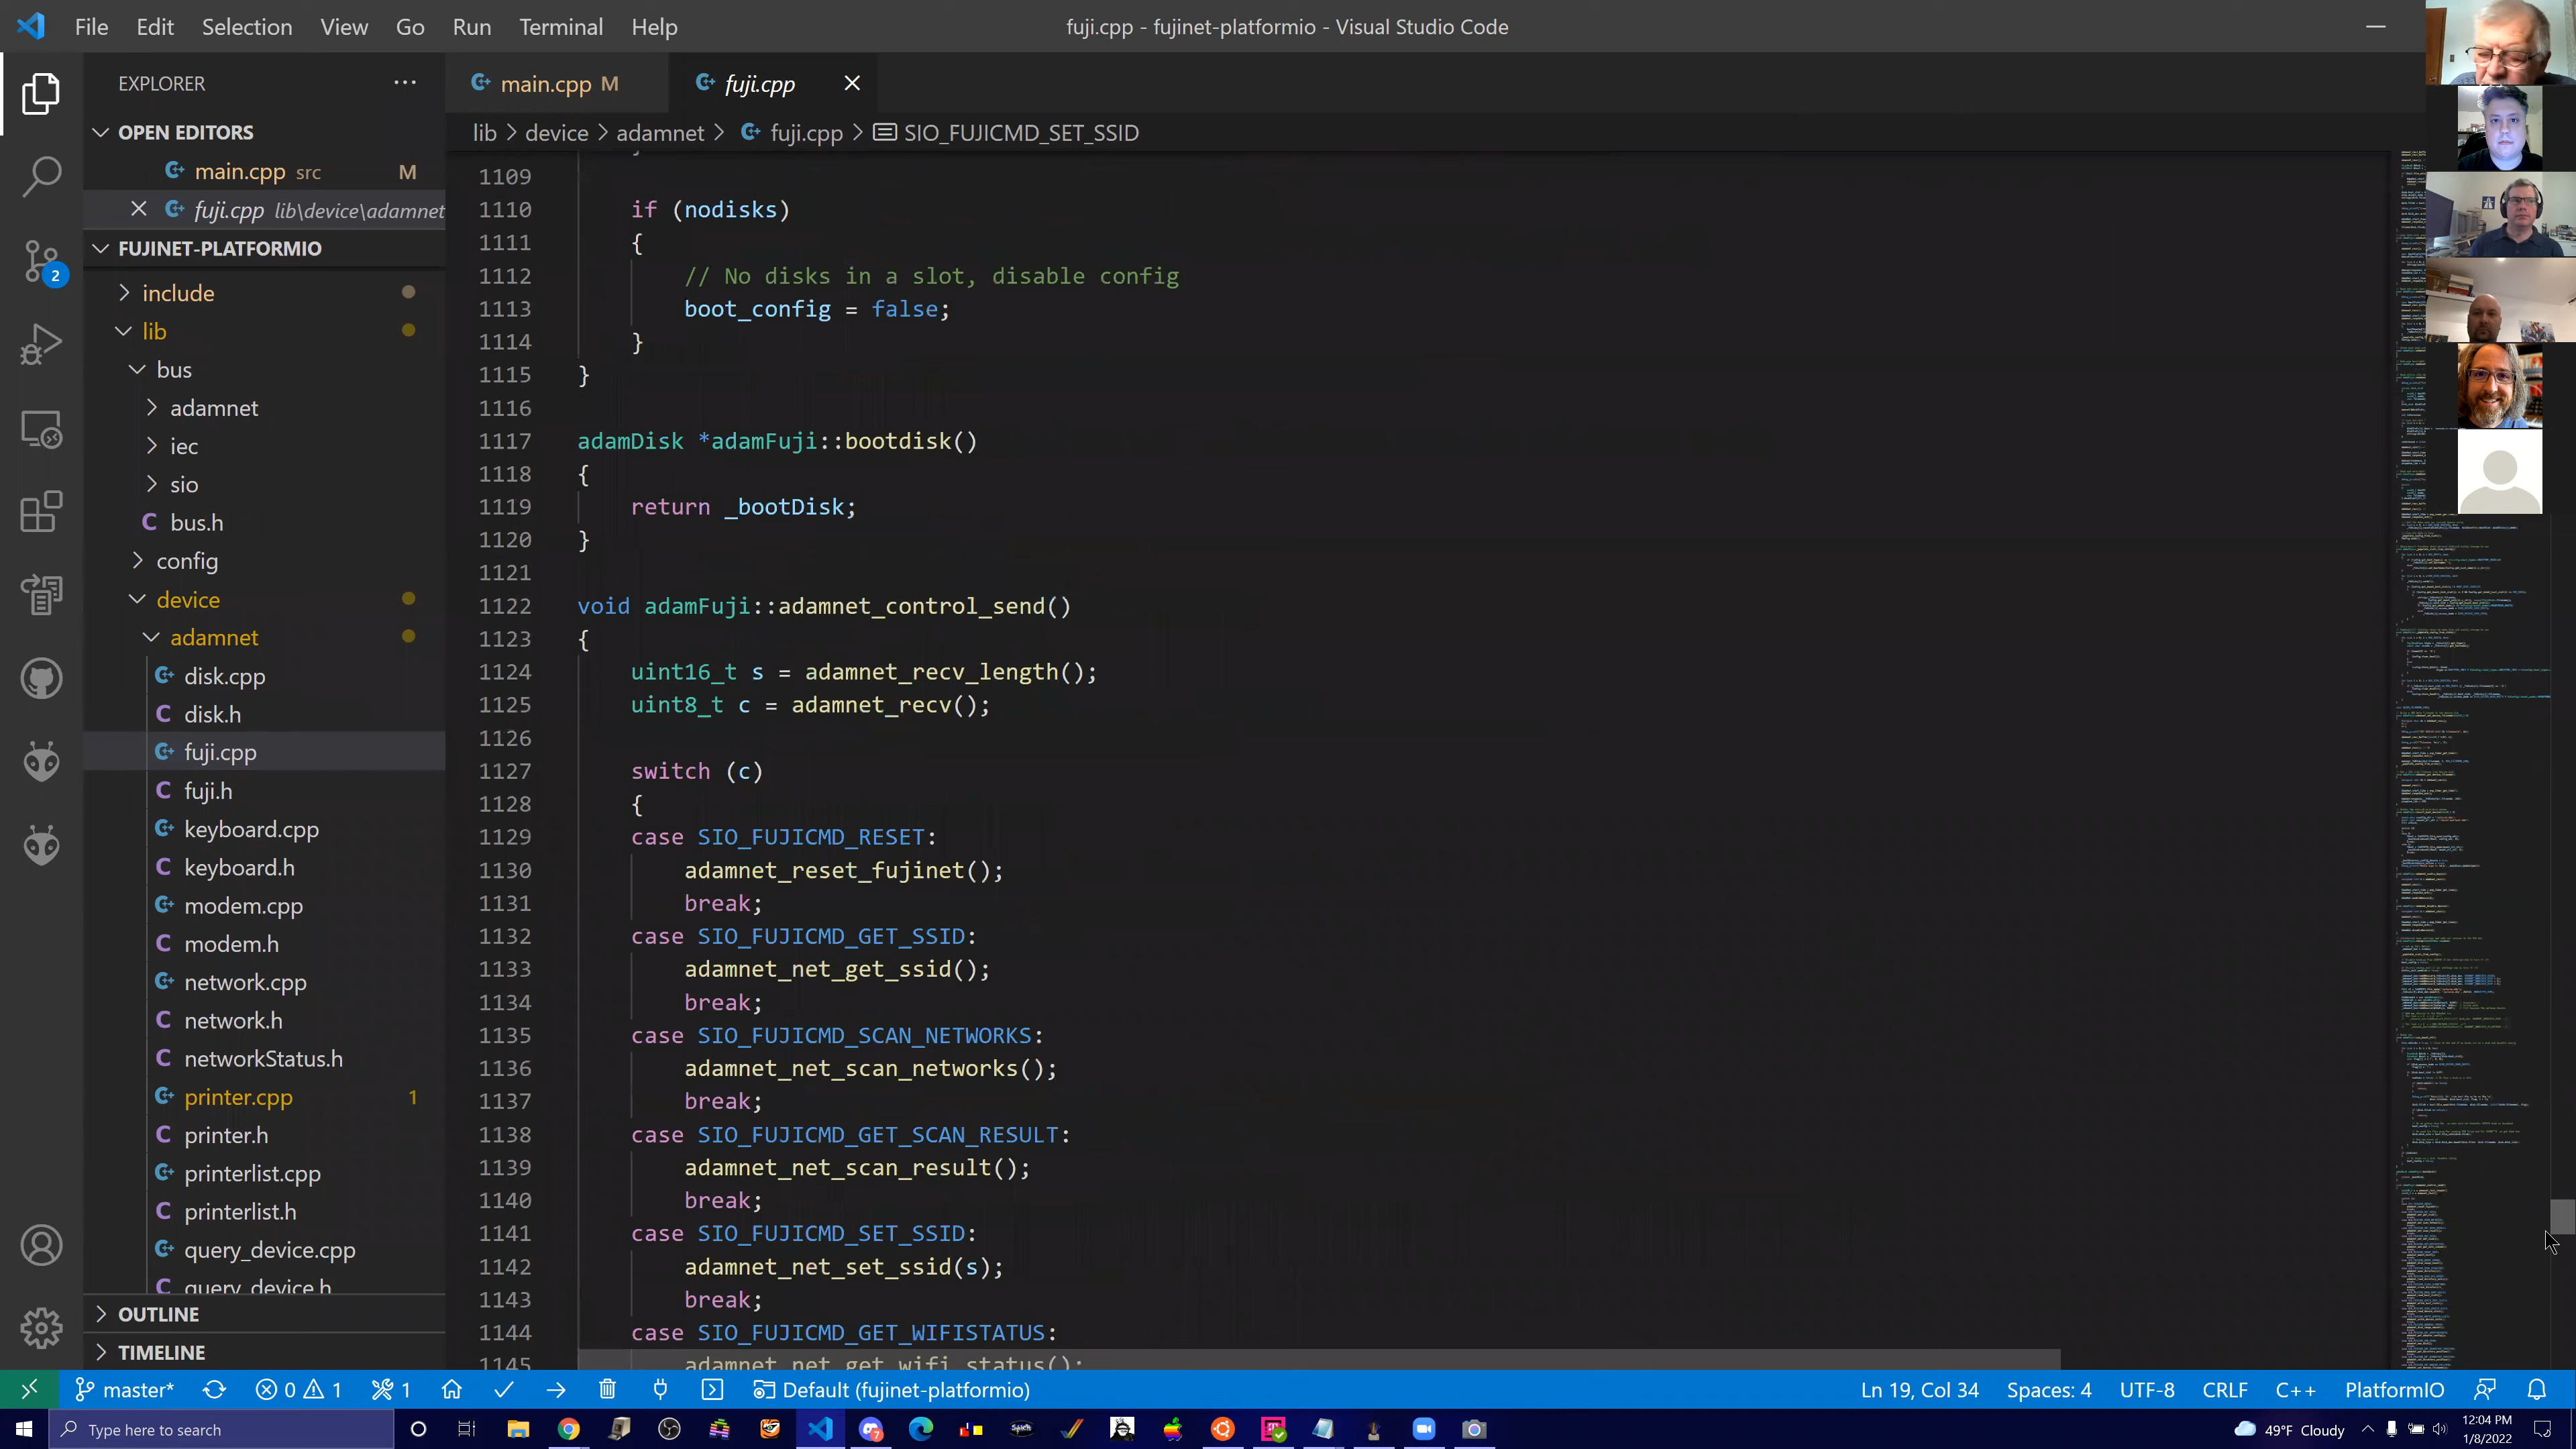 File Edit Selection View Go Run Terminal Help
fuji.cpp - fujinet-platformio - Visual Studio Code
EXPLORER
main.cpp M
fuji.cpp
OPEN EDITORS
lib > device > adamnet > fuji.cpp > SIO_FUJICMD_SET_SSID
main.cpp src M
fuji.cpp lib\device\adamnet
FUJINET-PLATFORMIO
include
lib
bus
adamnet
iec
sio
bus.h
config
device
adamnet
disk.cpp
disk.h
fuji.cpp
fuji.h
keyboard.cpp
keyboard.h
modem.cpp
modem.h
network.cpp
network.h
networkStatus.h
printer.cpp 1
printer.h
printerlist.cpp
printerlist.h
query_device.cpp
query_device.h
OUTLINE
TIMELINE
2
1109
1110 if (nodisks)
1111 {
1112 // No disks in a slot, disable config
1113 boot_config = false;
1114 }
1115 }
1116
1117 adamDisk *adamFuji::bootdisk()
1118 {
1119 return _bootDisk;
1120 }
1121
1122 void adamFuji::adamnet_control_send()
1123 {
1124 uint16_t s = adamnet_recv_length();
1125 uint8_t c = adamnet_recv();
1126
1127 switch (c)
1128 {
1129 case SIO_FUJICMD_RESET:
1130 adamnet_reset_fujinet();
1131 break;
1132 case SIO_FUJICMD_GET_SSID:
1133 adamnet_net_get_ssid();
1134 break;
1135 case SIO_FUJICMD_SCAN_NETWORKS:
1136 adamnet_net_scan_networks();
1137 break;
1138 case SIO_FUJICMD_GET_SCAN_RESULT:
1139 adamnet_net_scan_result();
1140 break;
1141 case SIO_FUJICMD_SET_SSID:
1142 adamnet_net_set_ssid(s);
1143 break;
1144 case SIO_FUJICMD_GET_WIFISTATUS:
1145 adamnet_net_get_wifi_status();
master* 0 1 1 Default (fujinet-platformio) Ln 19, Col 34 Spaces: 4 UTF-8 CRLF C++ PlatformIO
Type here to search
49°F Cloudy
12:04 PM
1/8/2022